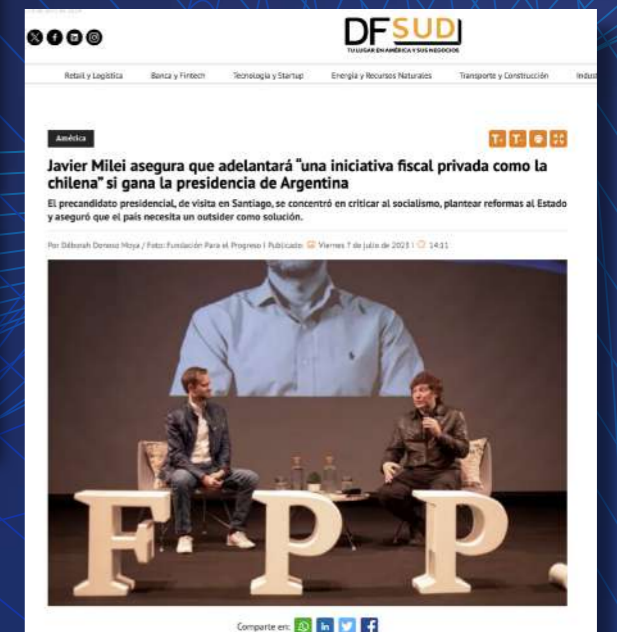 DFSUD
TU LUGAR EN AMÉRICA Y SUS NEGOCIOS
Retail y Logística Banca y Fintech Tecnología y Startup Energía y Recursos Naturales Transporte y Construcción Indust
América
T+ T-
Javier Milei asegura que adelantará “una iniciativa fiscal privada como la
chilena” si gana la presidencia de Argentina
El precandidato presidencial, de visita en Santiago, se concentró en criticar al socialismo, plantear reformas al Estado
y aseguró que el país necesita un outsider como solución.
Por Déborah Donoso Moya / Foto: Fundación Para el Progreso I Publicado: Viernes 7 de julio de 2023 I 14:11
FPP
Comparte en: